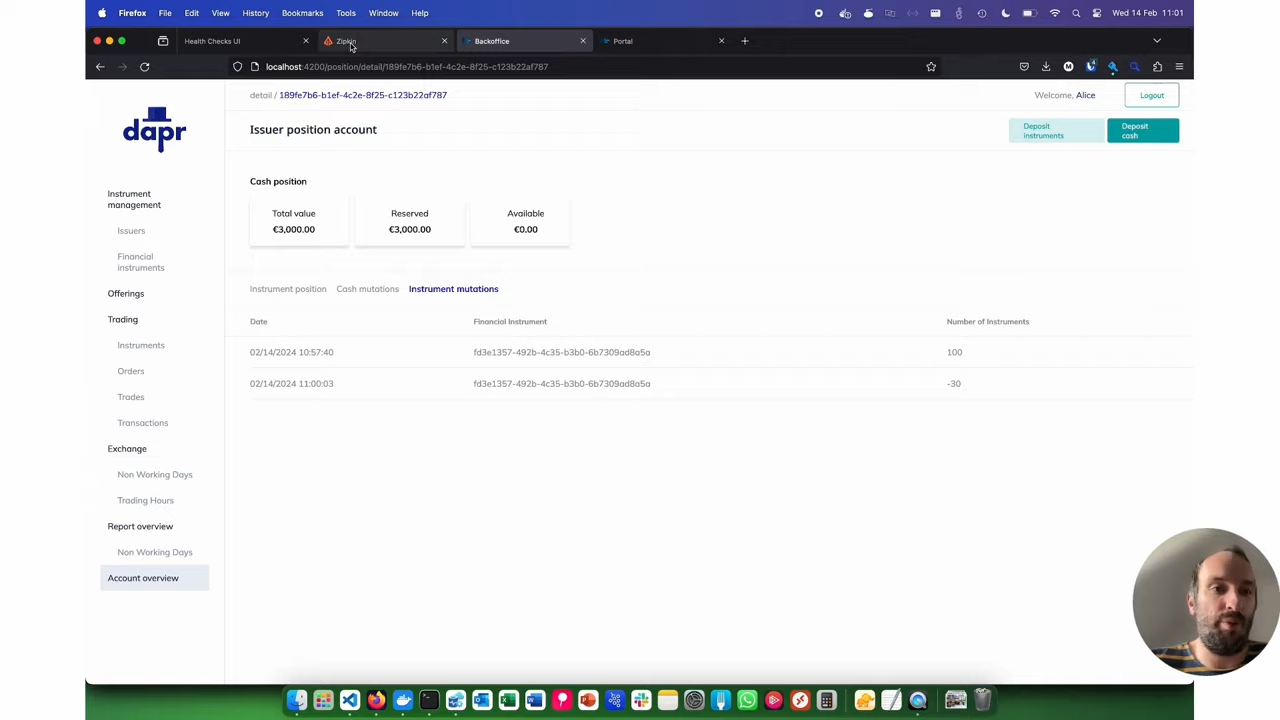 Firefox File Edit View History Bookmarks Tools Window Help Wed 14 Feb 11:01
Health Checks UI Zipkin Backoffice Portal
localhost:4200/position/detail/189fe7b6-b1ef-4c2e-8f25-c123b22af787
detail / 189fe7b6-b1ef-4c2e-8f25-c123b22af787 Welcome, Alice Logout
dapr
Issuer position account
Deposit instruments
Deposit cash
Cash position
Total value Reserved Available
€3,000.00 €3,000.00 €0.00
Instrument position Cash mutations Instrument mutations
Date Financial Instrument Number of Instruments
02/14/2024 10:57:40 fd3e1357-492b-4c35-b3b0-6b7309ad8a5a 100
02/14/2024 11:00:03 fd3e1357-492b-4c35-b3b0-6b7309ad8a5a -30
Instrument
management
Issuers
Financial
instruments
Offerings
Trading
Instruments
Orders
Trades
Transactions
Exchange
Non Working Days
Trading Hours
Report overview
Non Working Days
Account overview